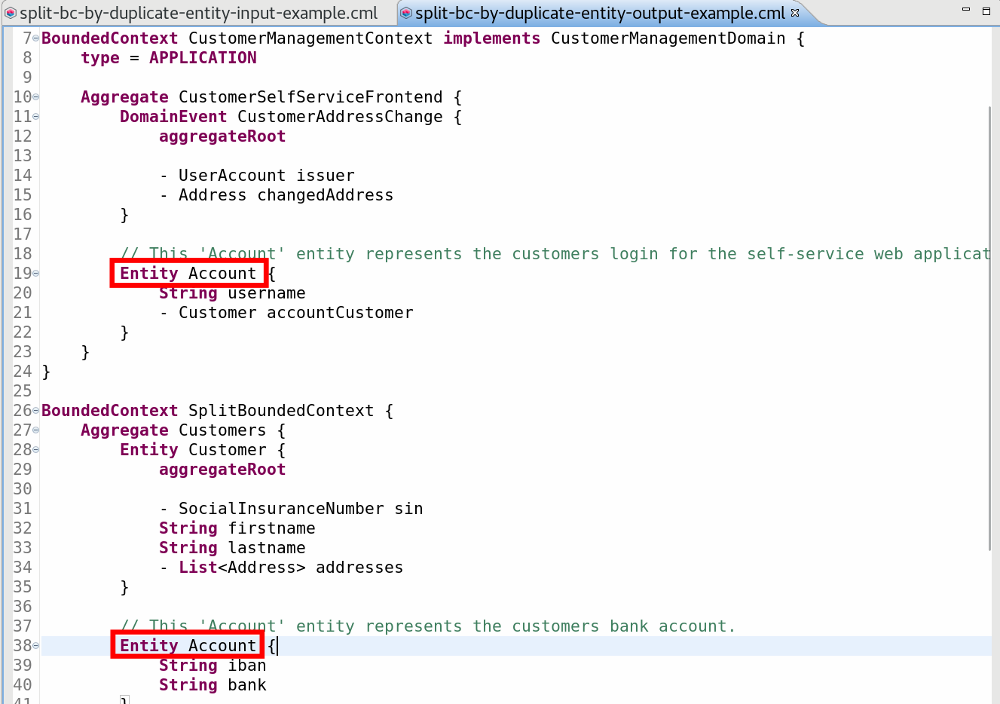 split-bc-by-duplicate-entity-input-example.cml split-bc-by-duplicate-entity-output-example.cml
7 BoundedContext CustomerManagementContext implements CustomerManagementDomain {
8 type = APPLICATION
9
10 Aggregate CustomerSelfServiceFrontend {
11 DomainEvent CustomerAddressChange {
12 aggregateRoot
13
14 - UserAccount issuer
15 - Address changedAddress
16 }
17
18 // This 'Account' entity represents the customers login for the self-service web applicat
19 Entity Account {
20 String username
21 - Customer accountCustomer
22 }
23 }
24 }
25
26 BoundedContext SplitBoundedContext {
27 Aggregate Customers {
28 Entity Customer {
29 aggregateRoot
30
31 - SocialInsuranceNumber sin
32 String firstname
33 String lastname
34 - List<Address> addresses
35 }
36
37 // This 'Account' entity represents the customers bank account.
38 Entity Account {
39 String iban
40 String bank
41 }